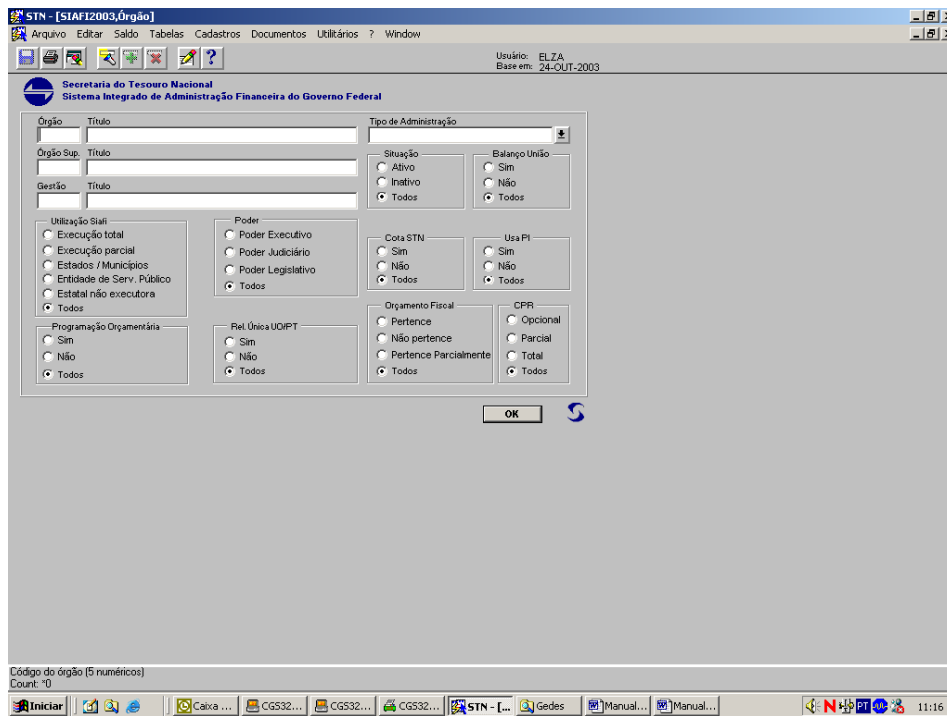 STN - [SIAFI2003,Órgão]
Arquivo Editar Saldo Tabelas Cadastros Documentos Utilitários ? Window
Usuário: ELZA
Base em: 24-OUT-2003
Secretaria do Tesouro Nacional
Sistema Integrado de Administração Financeira do Governo Federal
Órgão Título Tipo de Administração
Órgão Sup. Título
Gestão Título
Situação
Ativo
Inativo
Todos
Balanço União
Sim
Não
Todos
Utilização Siafi
Execução total
Execução parcial
Estados / Municípios
Entidade de Serv. Público
Estatal não executora
Todos
Poder
Poder Executivo
Poder Judiciário
Poder Legislativo
Todos
Cota STN
Sim
Não
Todos
Usa PI
Sim
Não
Todos
Programação Orçamentária
Sim
Não
Todos
Rel. Única UO/PT
Sim
Não
Todos
Orçamento Fiscal
Pertence
Não pertence
Pertence Parcialmente
Todos
CPR
Opcional
Parcial
Total
Todos
OK
Código do órgão (5 numéricos)
Count: *0
Iniciar Caixa ... CGS32... CGS32... CGS32... STN - [... Gedes Manual... Manual... PT 11:16